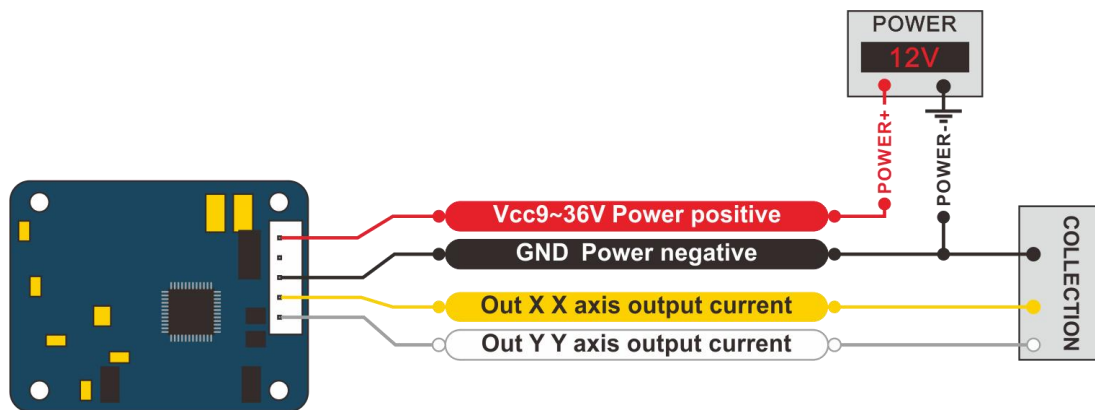 POWER
12V
POWER+
POWER-
Vcc9~36V Power positive
GND  Power negative
Out X X axis output current
Out Y Y axis output current
COLLECTION